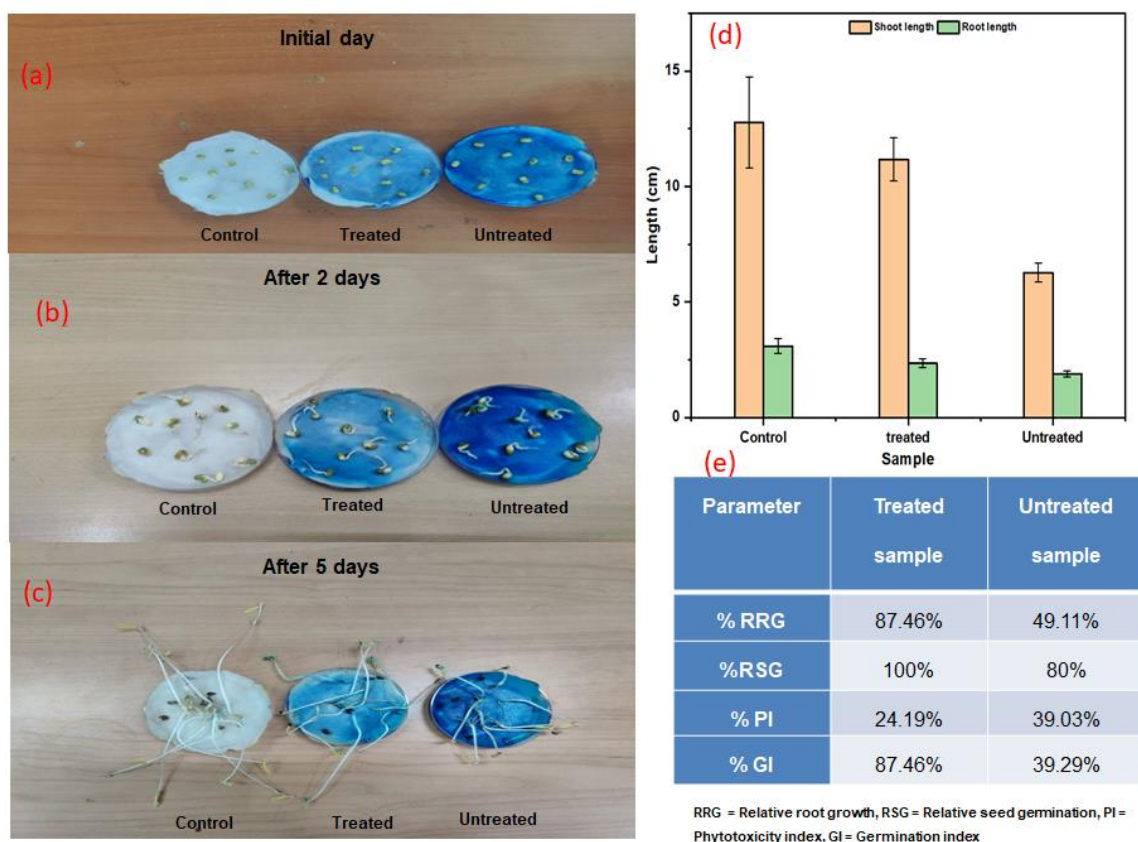 Initial day
(a)
Control
Treated
Untreated
After 2 days
(b)
Control
Treated
Untreated
After 5 days
(c)
Control
Treated
Untreated
(d)
Shoot length
Root length
15
10
5
0
Length (cm)
Control
treated
Untreated
Sample
(e)
Parameter
Treated
sample
Untreated
sample
% RRG
87.46%
49.11%
%RSG
100%
80%
% PI
24.19%
39.03%
% GI
87.46%
39.29%
RRG = Relative root growth, RSG = Relative seed germination, PI =
Phytotoxicity index, GI = Germination index